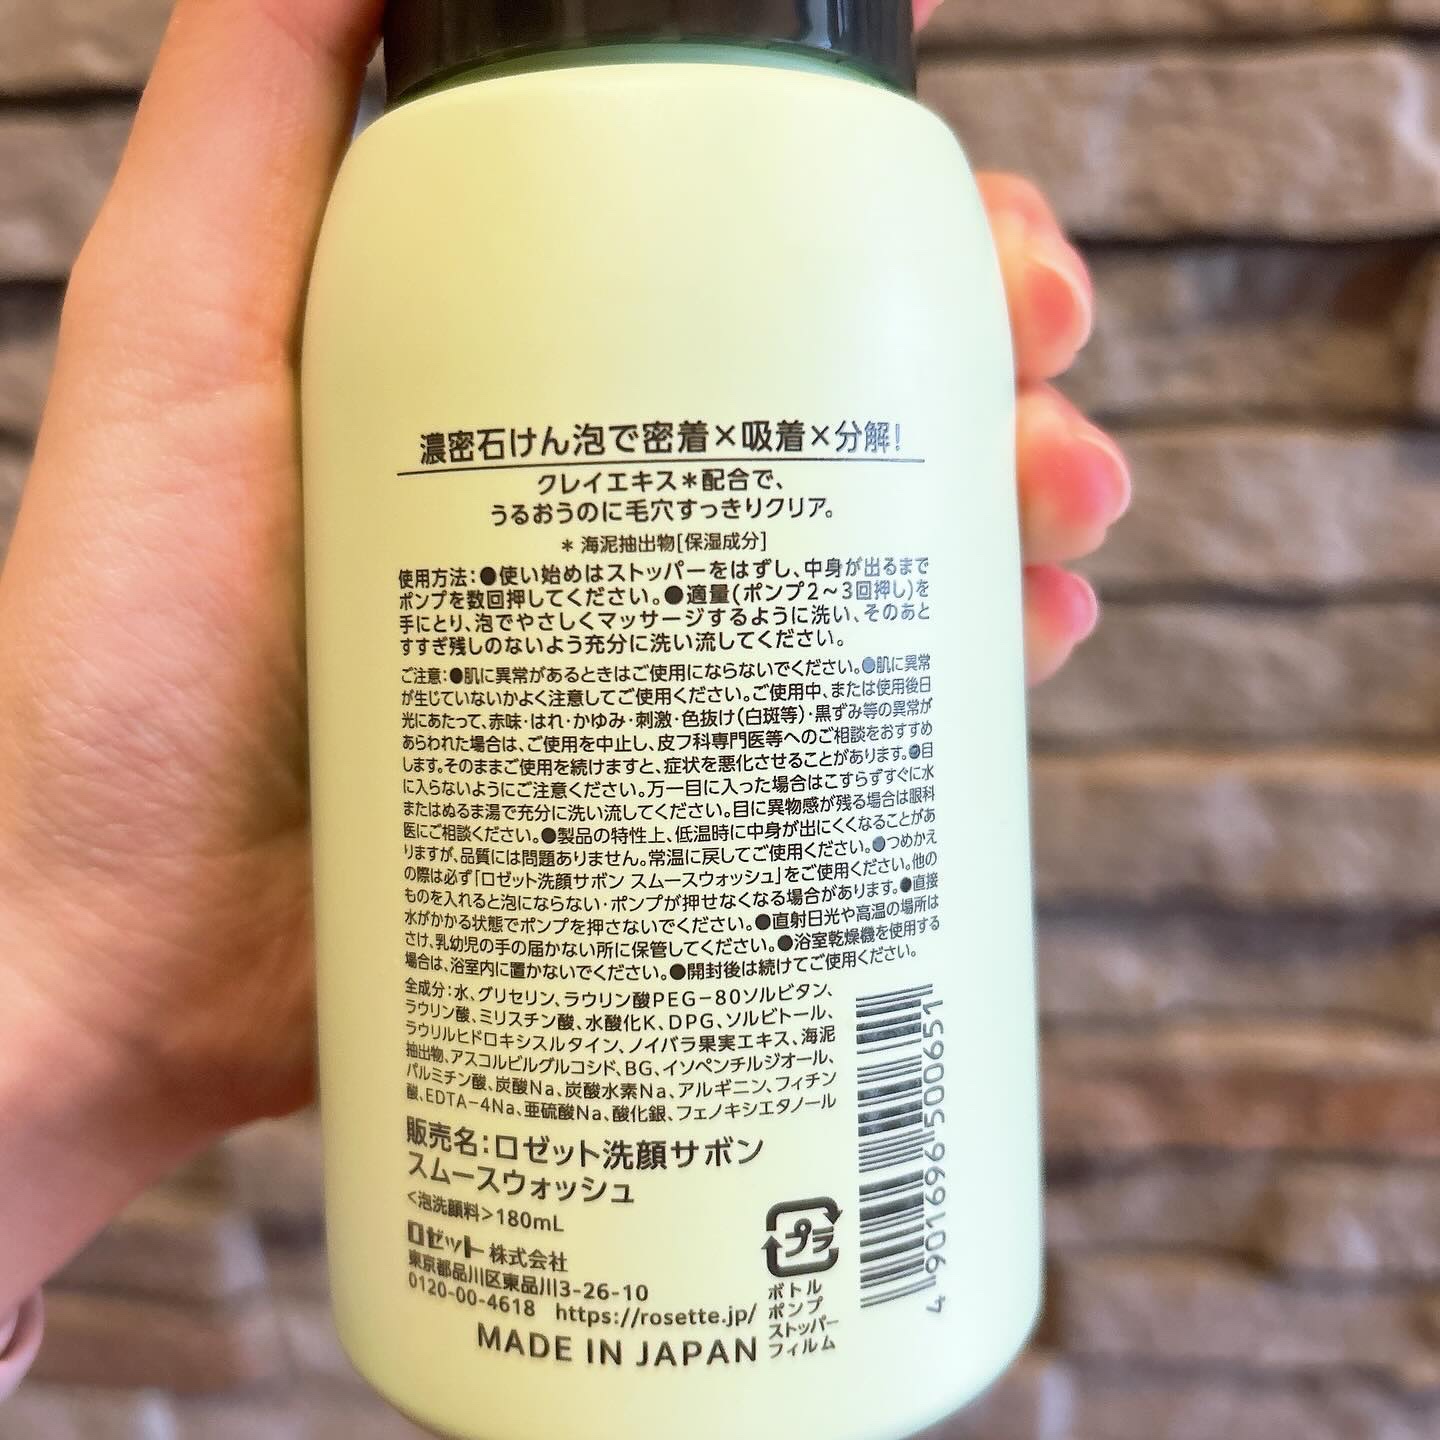 濃密石けん泡で密着×吸着×分解!
クレイエキス＊配合で、
うるおうのに毛穴すっきりクリア。
＊ 海泥抽出物[保湿成分]
使用方法:●使い始めはストッパーをはずし、中身が出るまで
ポンプを数回押してください。●適量(ポンプ2～3回押し)を
手にとり、泡でやさしくマッサージするように洗い、そのあと
すすぎ残しのないよう充分に洗い流してください。
ご注意:●肌に異常があるときはご使用にならないでください。●肌に異常
が生じていないかよく注意してご使用ください。ご使用中、または使用後日
光にあたって、赤味・はれ・かゆみ・刺激・色抜け(白斑等)・黒ずみ等の異常が
あらわれた場合は、ご使用を中止し、皮フ科専門医等へのご相談をおすすめ
します。そのままご使用を続けますと、症状を悪化させることがあります。●目
に入らないようにご注意ください。万一目に入った場合はこすらずすぐに水
またはぬるま湯で充分に洗い流してください。目に異物感が残る場合は眼科
医にご相談ください。●製品の特性上、低温時に中身が出にくくなることがあ
りますが、品質には問題ありません。常温に戻してご使用ください。●つめかえ
の際は必ず「ロゼット洗顔サボン スムースウォッシュ」をご使用ください。他の
ものを入れると泡にならない・ポンプが押せなくなる場合があります。●直接
水がかかる状態でポンプを押さないでください。●直射日光や高温の場所は
さけ、乳幼児の手の届かない所に保管してください。●浴室乾燥機を使用する
場合は、浴室内に置かないでください。●開封後は続けてご使用ください。
全成分:水、グリセリン、ラウリン酸PEG-80ソルビタン、
ラウリン酸、ミリスチン酸、水酸化K、DPG、ソルビトール、
ラウリルヒドロキシスルタイン、ノイバラ果実エキス、海泥
抽出物、アスコルビルグルコシド、BG、イソペンチルジオール、
パルミチン酸、炭酸Na、炭酸水素Na、アルギニン、フィチン
酸、EDTA-4Na、亜硫酸Na、酸化銀、フェノキシエタノール
販売名:ロゼット洗顔サボン
スムースウォッシュ
<泡洗顔料>180mL
ロゼット 株式会社
東京都品川区東品川3-26-10
0120-00-4618 https://rosette.jp/
MADE IN JAPAN
プラ
ボトル
ポンプ
ストッパー
フィルム
4901696500651